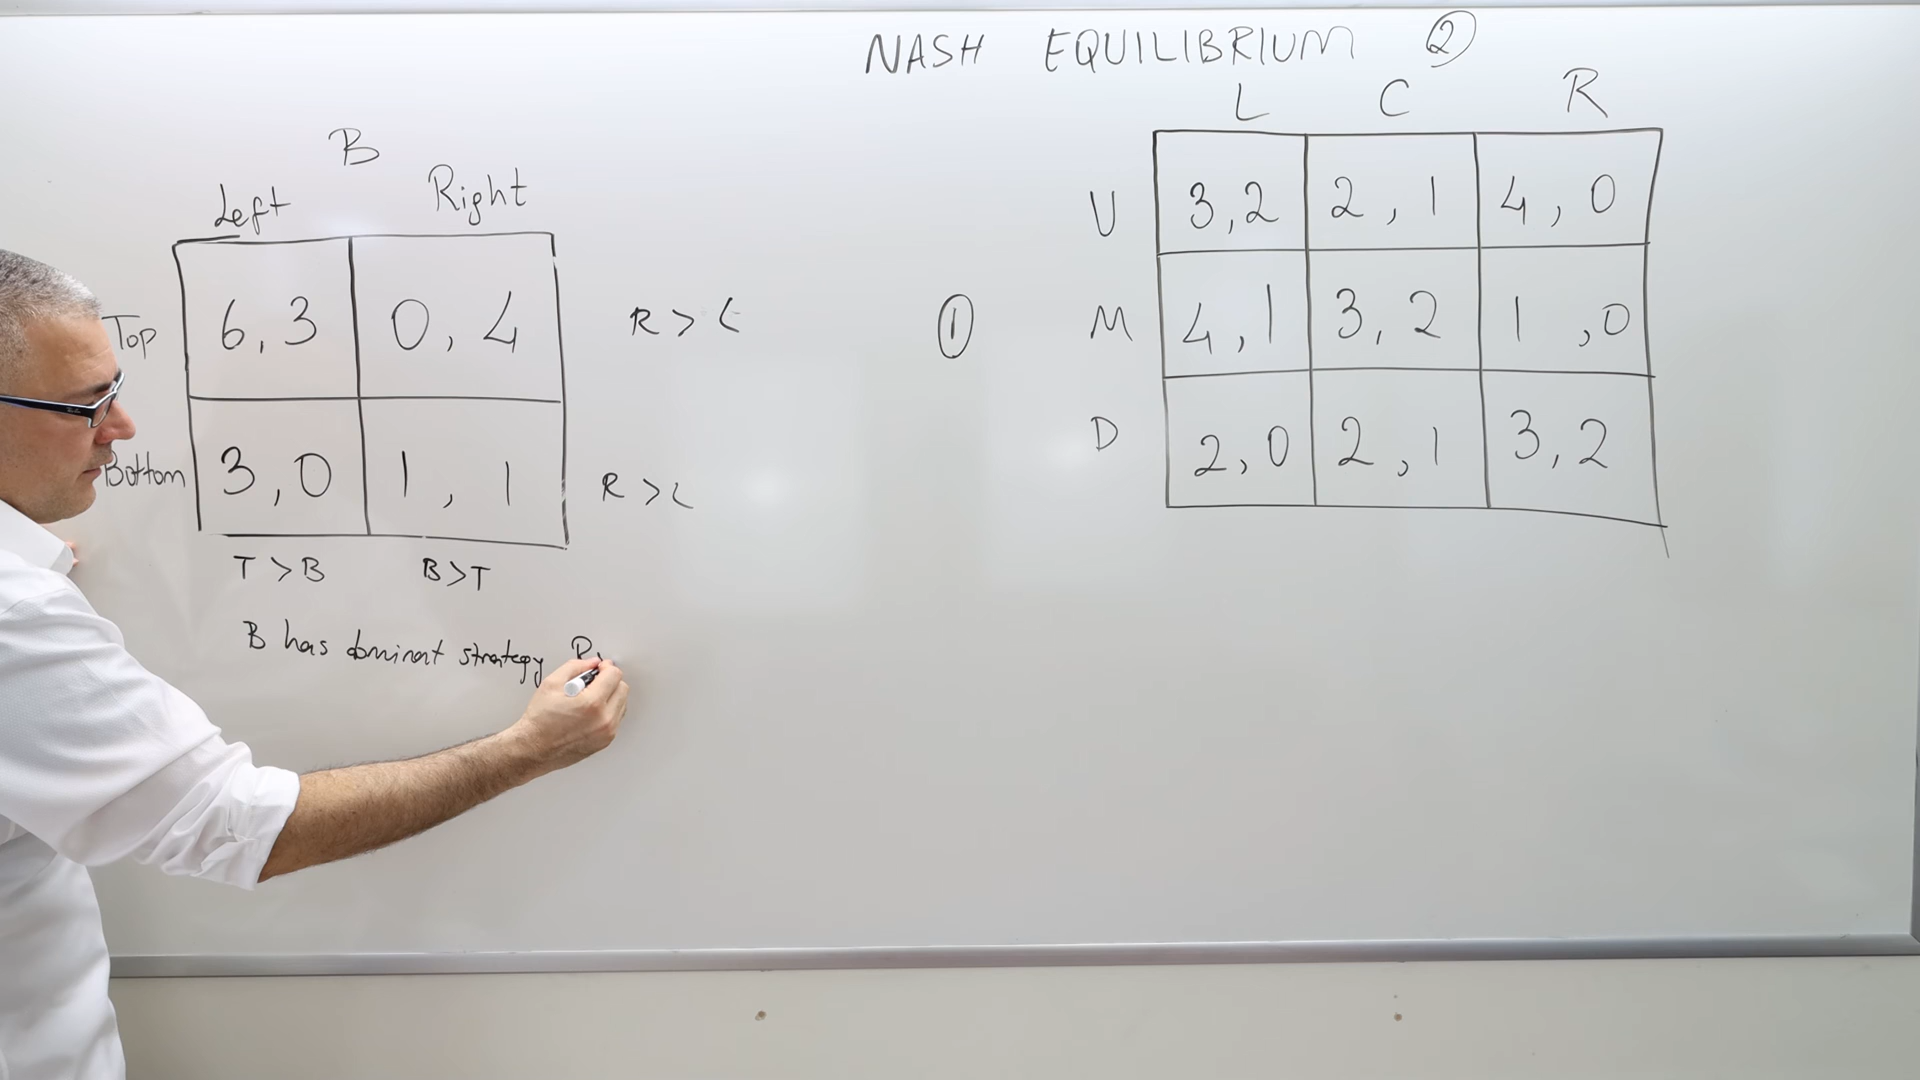 NASH EQUILIBRIUM ②
B
Left Right
Top 6, 3 0, 4 R > L
Bottom 3, 0 1, 1 R > L
T > B B > T
B has dominant strategy
①
L C R
U 3, 2 2, 1 4, 0
M 4, 1 3, 2 1, 0
D 2, 0 2, 1 3, 2